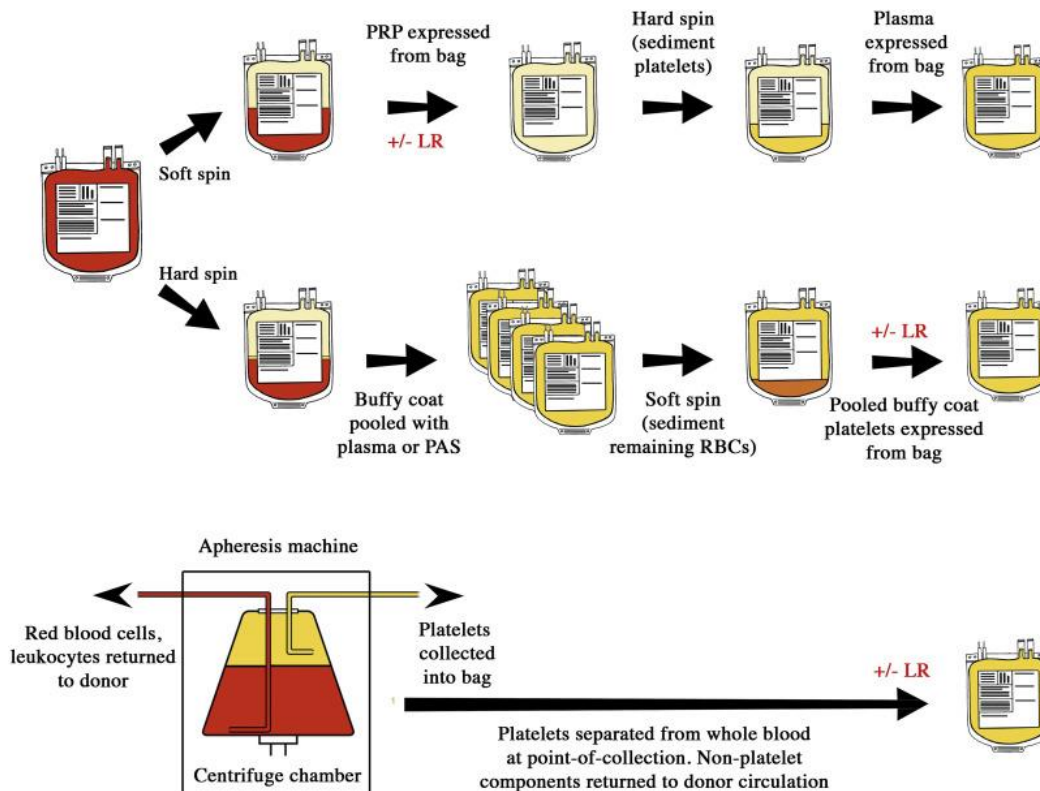 PRP expressed
from bag
+/- LR
Hard spin
(sediment
platelets)
Plasma
expressed
from bag
Soft spin
Hard spin
Buffy coat
pooled with
plasma or PAS
Soft spin
(sediment
remaining RBCs)
+/- LR
Pooled buffy coat
platelets expressed
from bag
Apheresis machine
Red blood cells,
leukocytes returned
to donor
Platelets
collected
into bag
Centrifuge chamber
1
+/- LR
Platelets separated from whole blood
at point-of-collection. Non-platelet
components returned to donor circulation